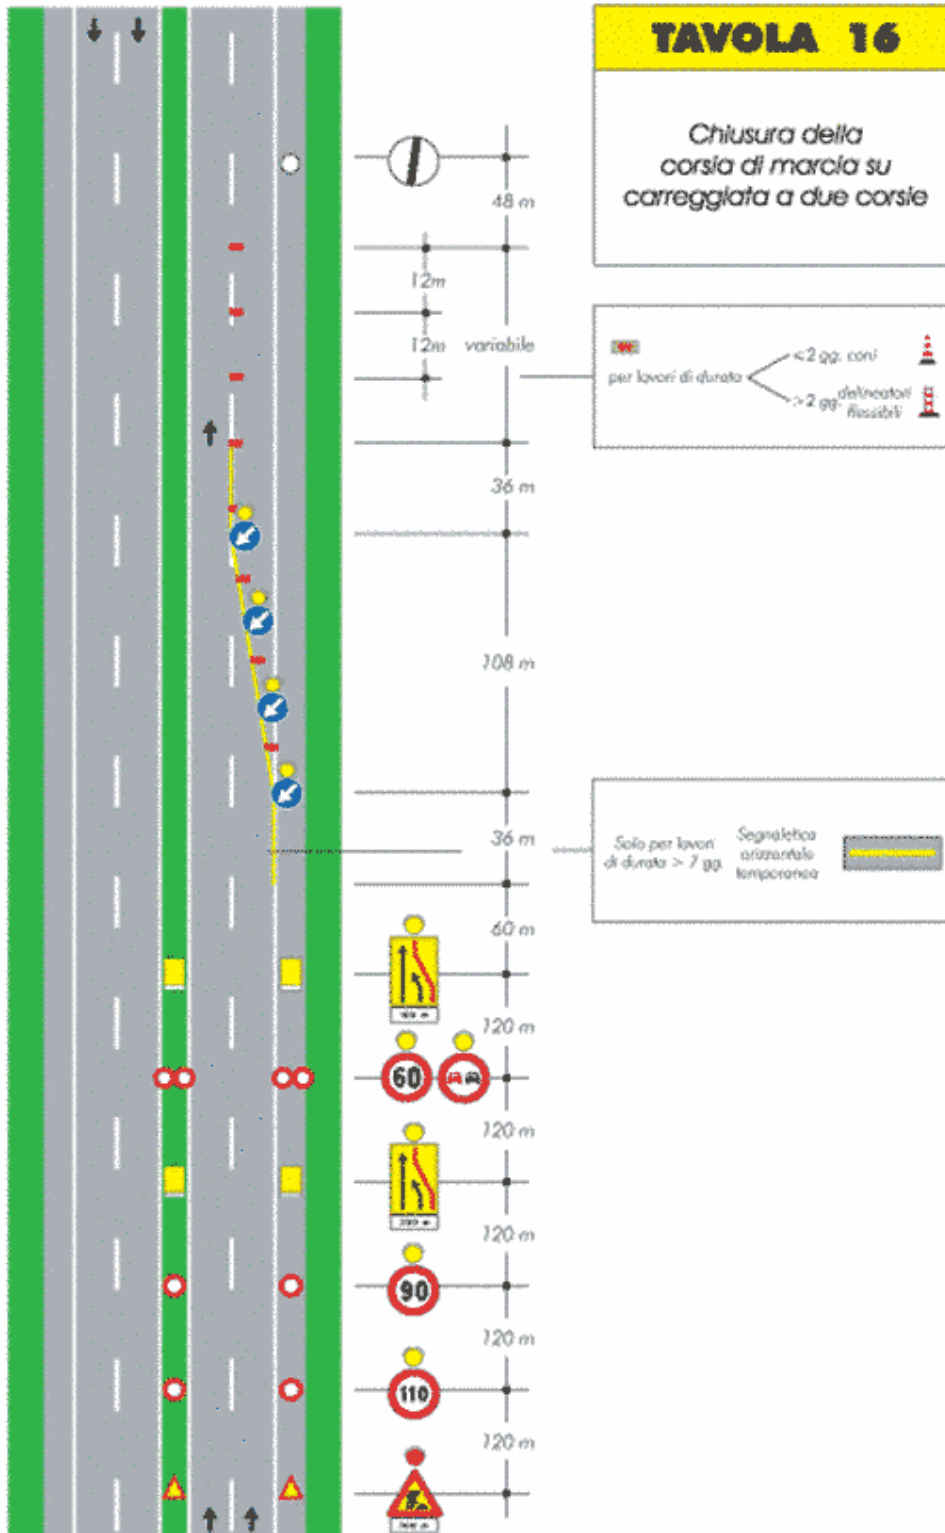 TAVOLA 16
Chiusura della
corsia di marcia su
carreggiata a due corsie
48 m
12m
12m
variabile
per lavori di durata
<2 gg. coni
>2 gg. delineatori
flessibili
36 m
108 m
36 m
Solo per lavori
di durata > 7 gg.
Segnaletica
orizzontale
temporanea
60 m
120 m
60
120 m
120 m
90
120 m
110
120 m